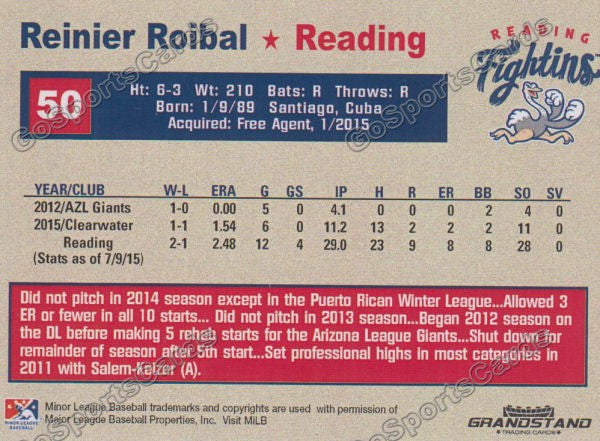 Reinier Roibal ★ Reading
READING
Fightins
50
Ht: 6-3 Wt: 210 Bats: R Throws: R
Born: 1/9/89 Santiago, Cuba
Acquired: Free Agent, 1/2015
YEAR/CLUB W-L ERA G GS IP H R ER BB SO SV
2012/AZL Giants 1-0 0.00 5 0 4.1 0 0 0 2 4 0
2015/Clearwater 1-1 1.54 6 0 11.2 13 2 2 2 11 0
Reading 2-1 2.48 12 4 29.0 23 9 8 8 28 0
(Stats as of 7/9/15)
Did not pitch in 2014 season except in the Puerto Rican Winter League...Allowed 3
ER or fewer in all 10 starts... Did not pitch in 2013 season...Began 2012 season on
the DL before making 5 rehab starts for the Arizona League Giants...Shut down for
remainder of season after 5th start...Set professional highs in most categories in
2011 with Salem-Keizer (A).
MINOR LEAGUE
BASEBALL
Minor League Baseball trademarks and copyrights are used with permission of
Major League Baseball Properties, Inc. Visit MiLB
GRANDSTAND
TRADING CARDS
GoSportsCards